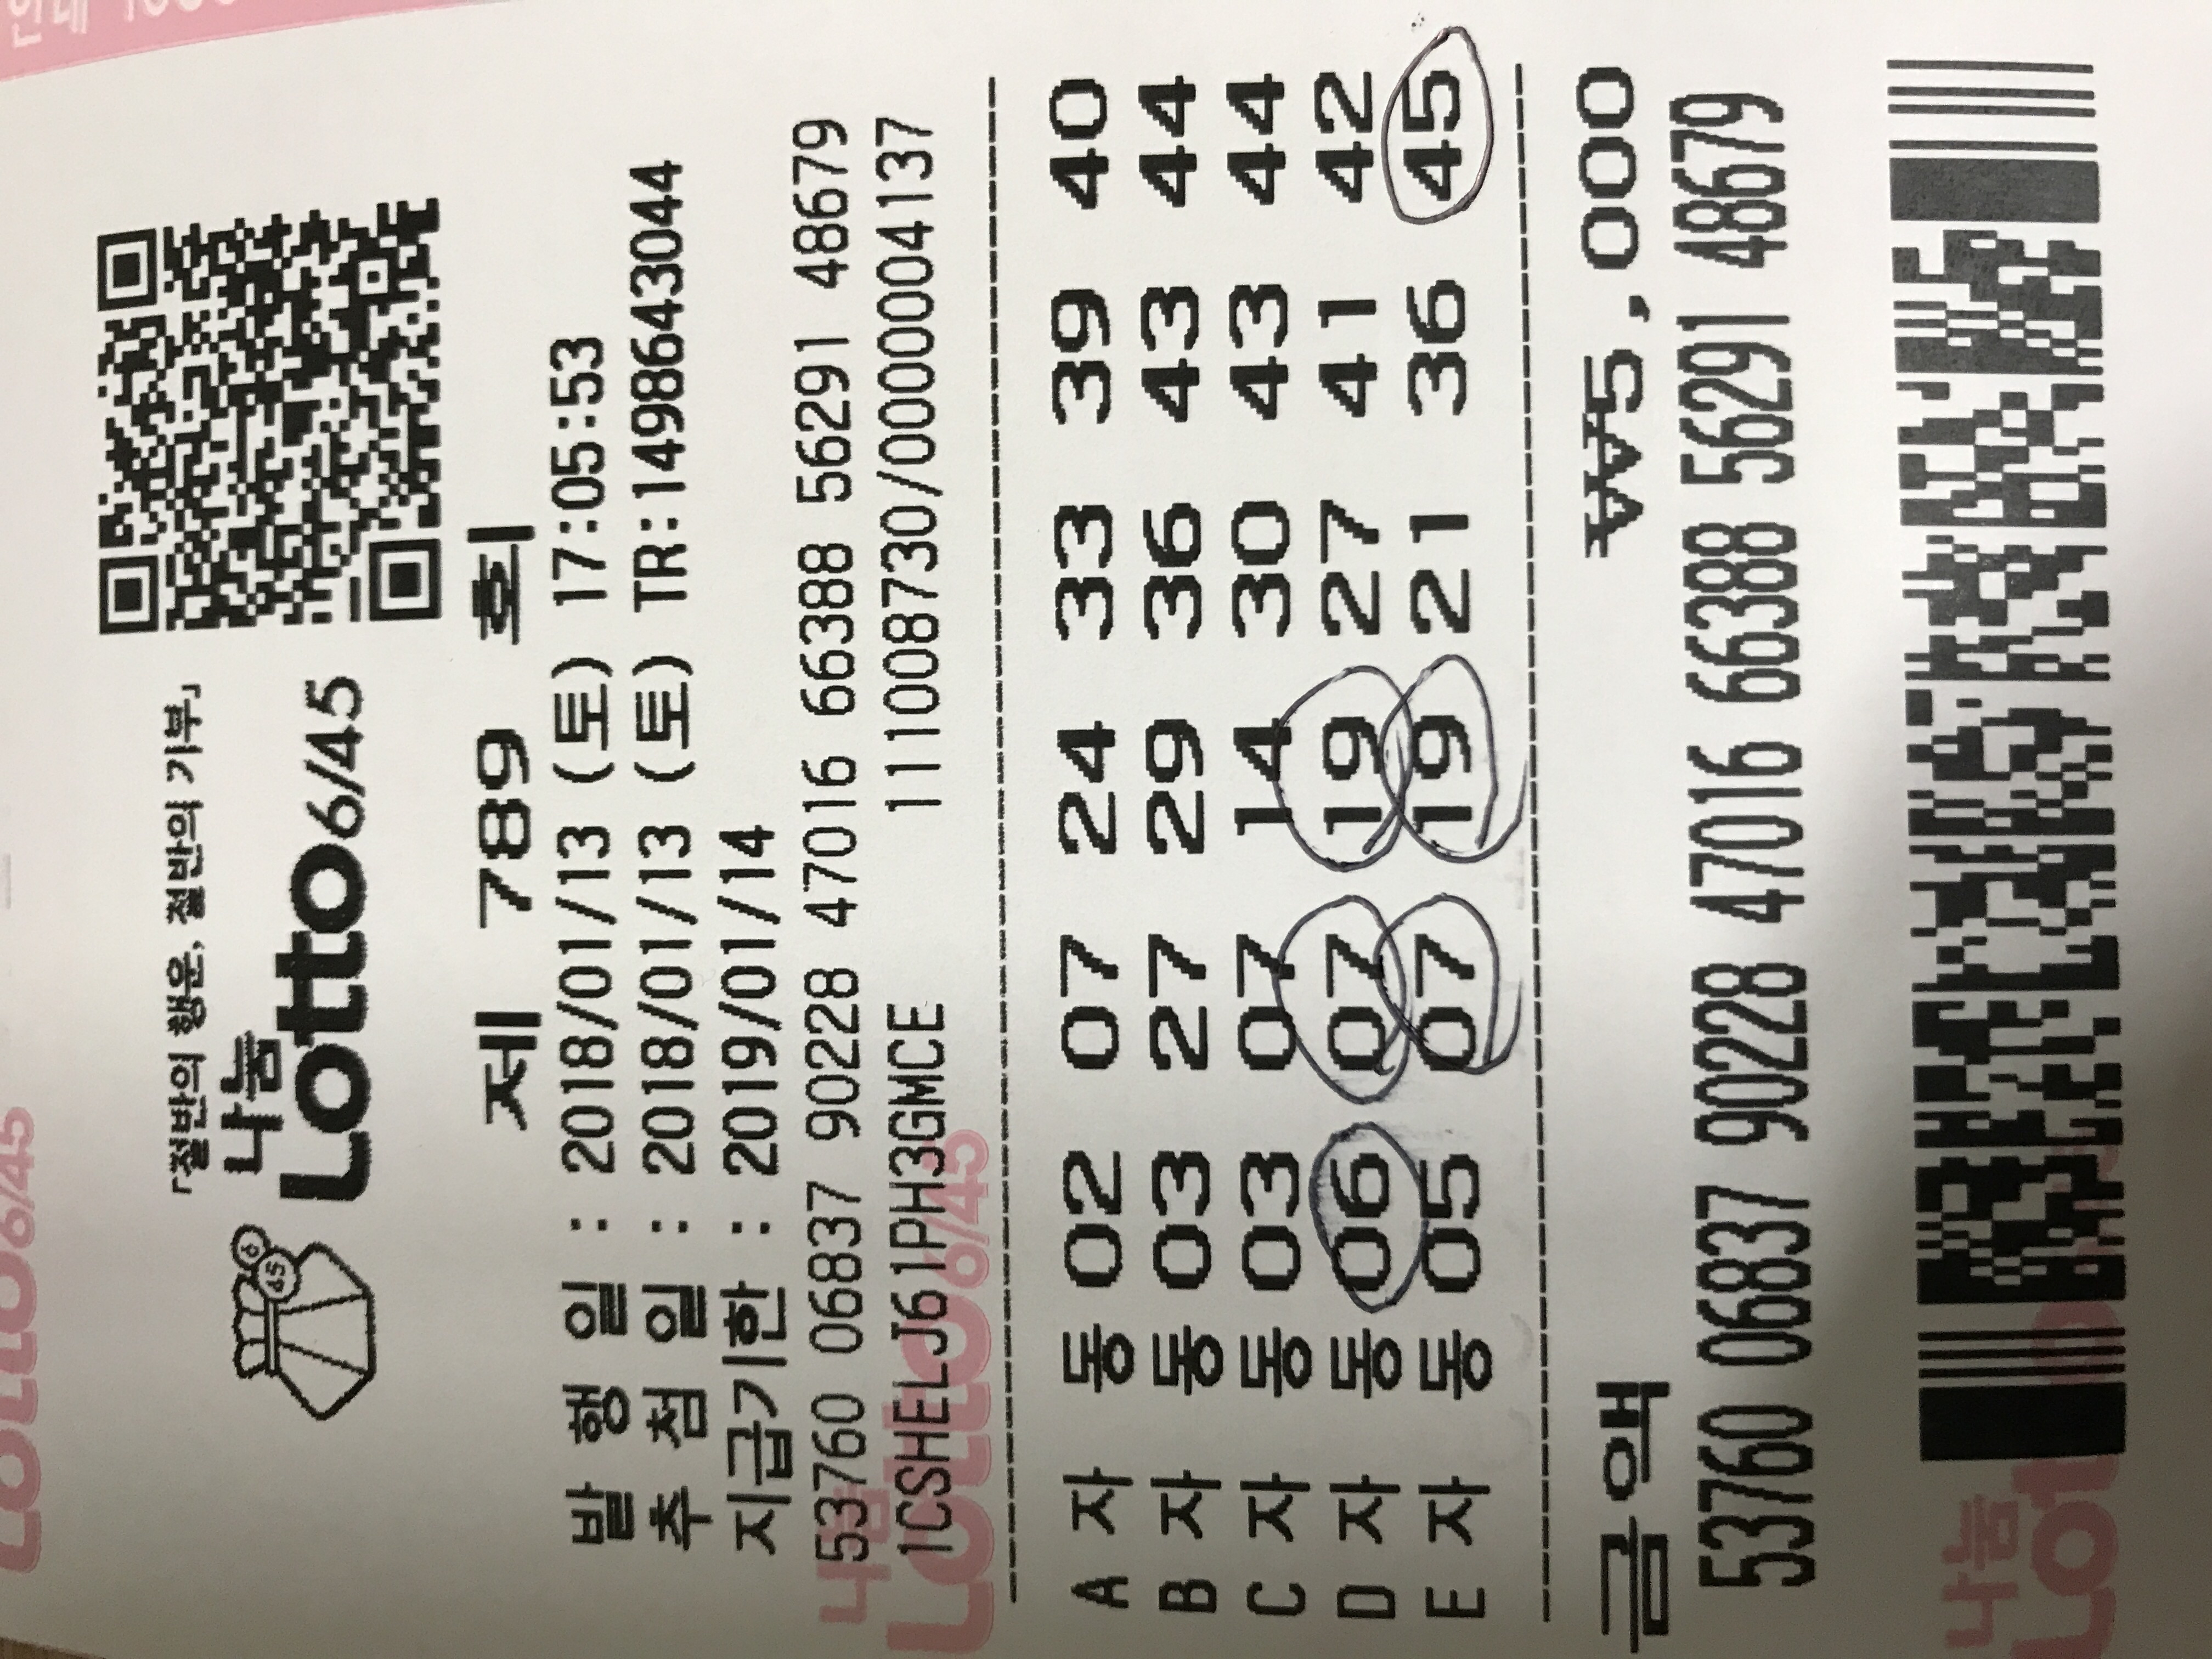 「절반의 행운, 절반의 기부」
나눔
Lotto6/45
제 789 회
발 행 일 : 2018/01/13 (토) 17:05:53
추 첨 일 : 2018/01/13 (토) TR:1498643044
지급기한 : 2019/01/14
53760 06837 90228 47016 66388 56291 48679
1CSHELJ61PH3GMCE 111008730/0000004137
A 자 동 02 07 24 33 39 40
B 자 동 03 27 29 36 43 44
C 자 동 03 07 14 30 43 44
D 자 동 06 07 19 27 41 42
E 자 동 05 07 19 21 36 45
금액 ₩5,000
53760 06837 90228 47016 66388 56291 48679
나눔
Lotto6/45